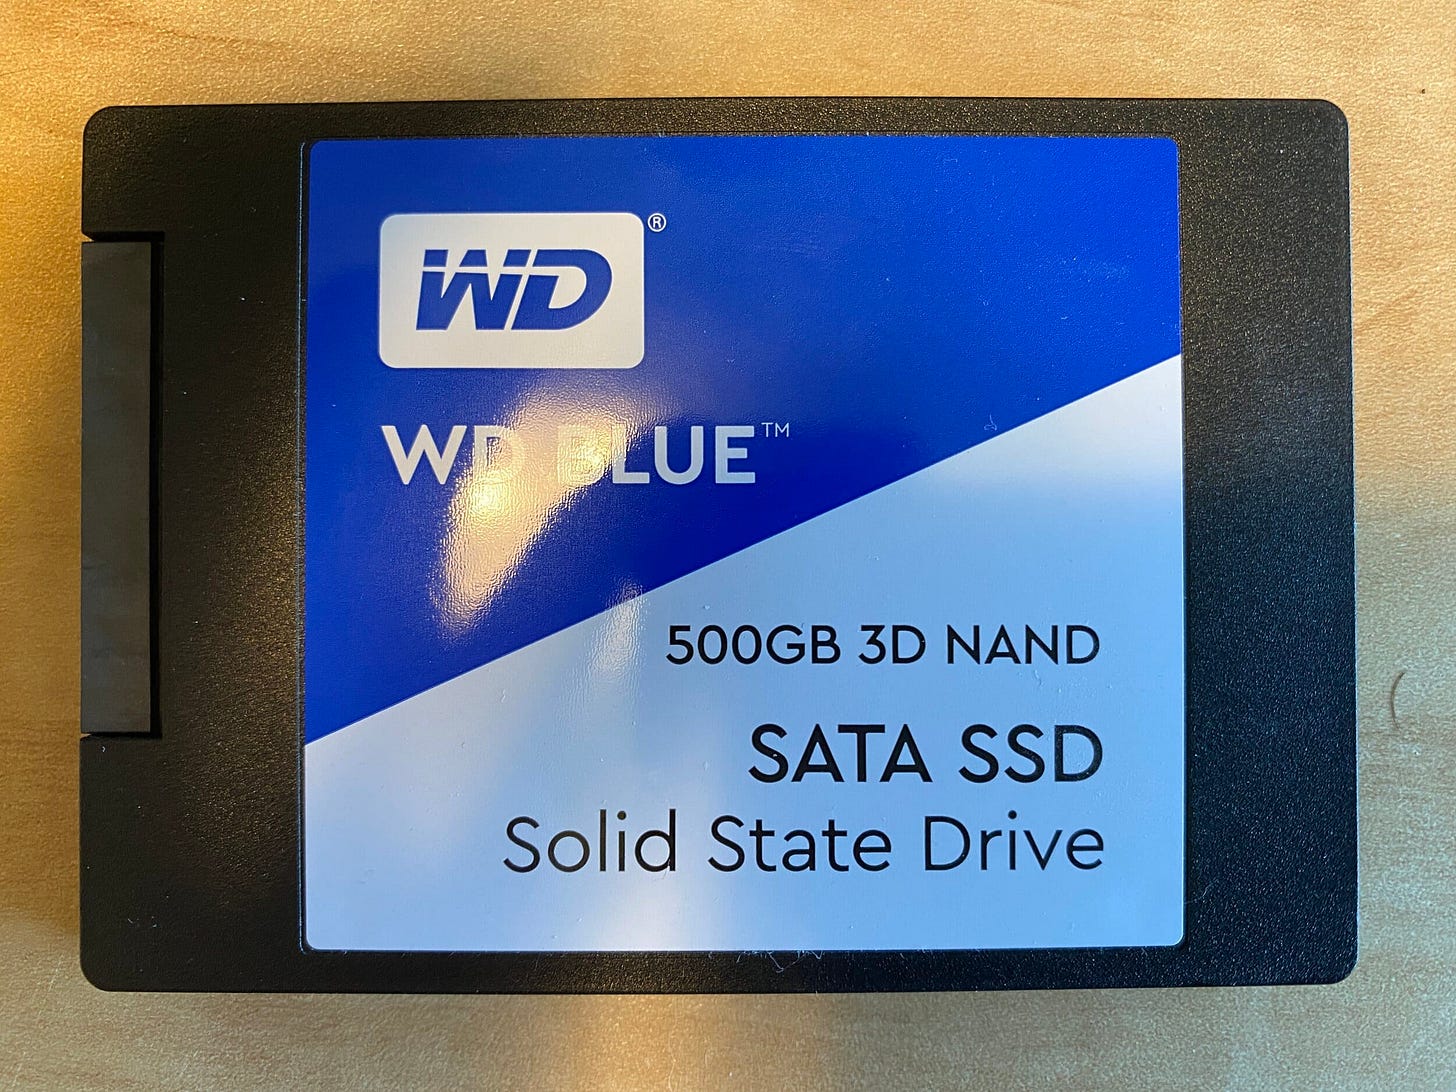 WD®
WD BLUE™
500GB 3D NAND
SATA SSD
Solid State Drive